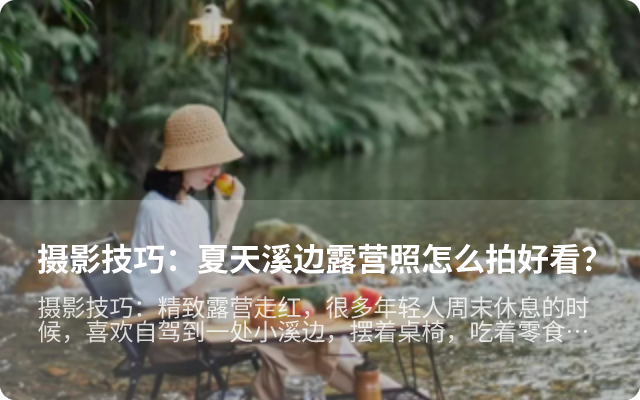 摄影技巧：夏天溪边露营照怎么拍好看？
摄影技巧：精致露营走红，很多年轻人周末休息的时
候，喜欢自驾到一处小溪边，摆着桌椅，吃着零食…